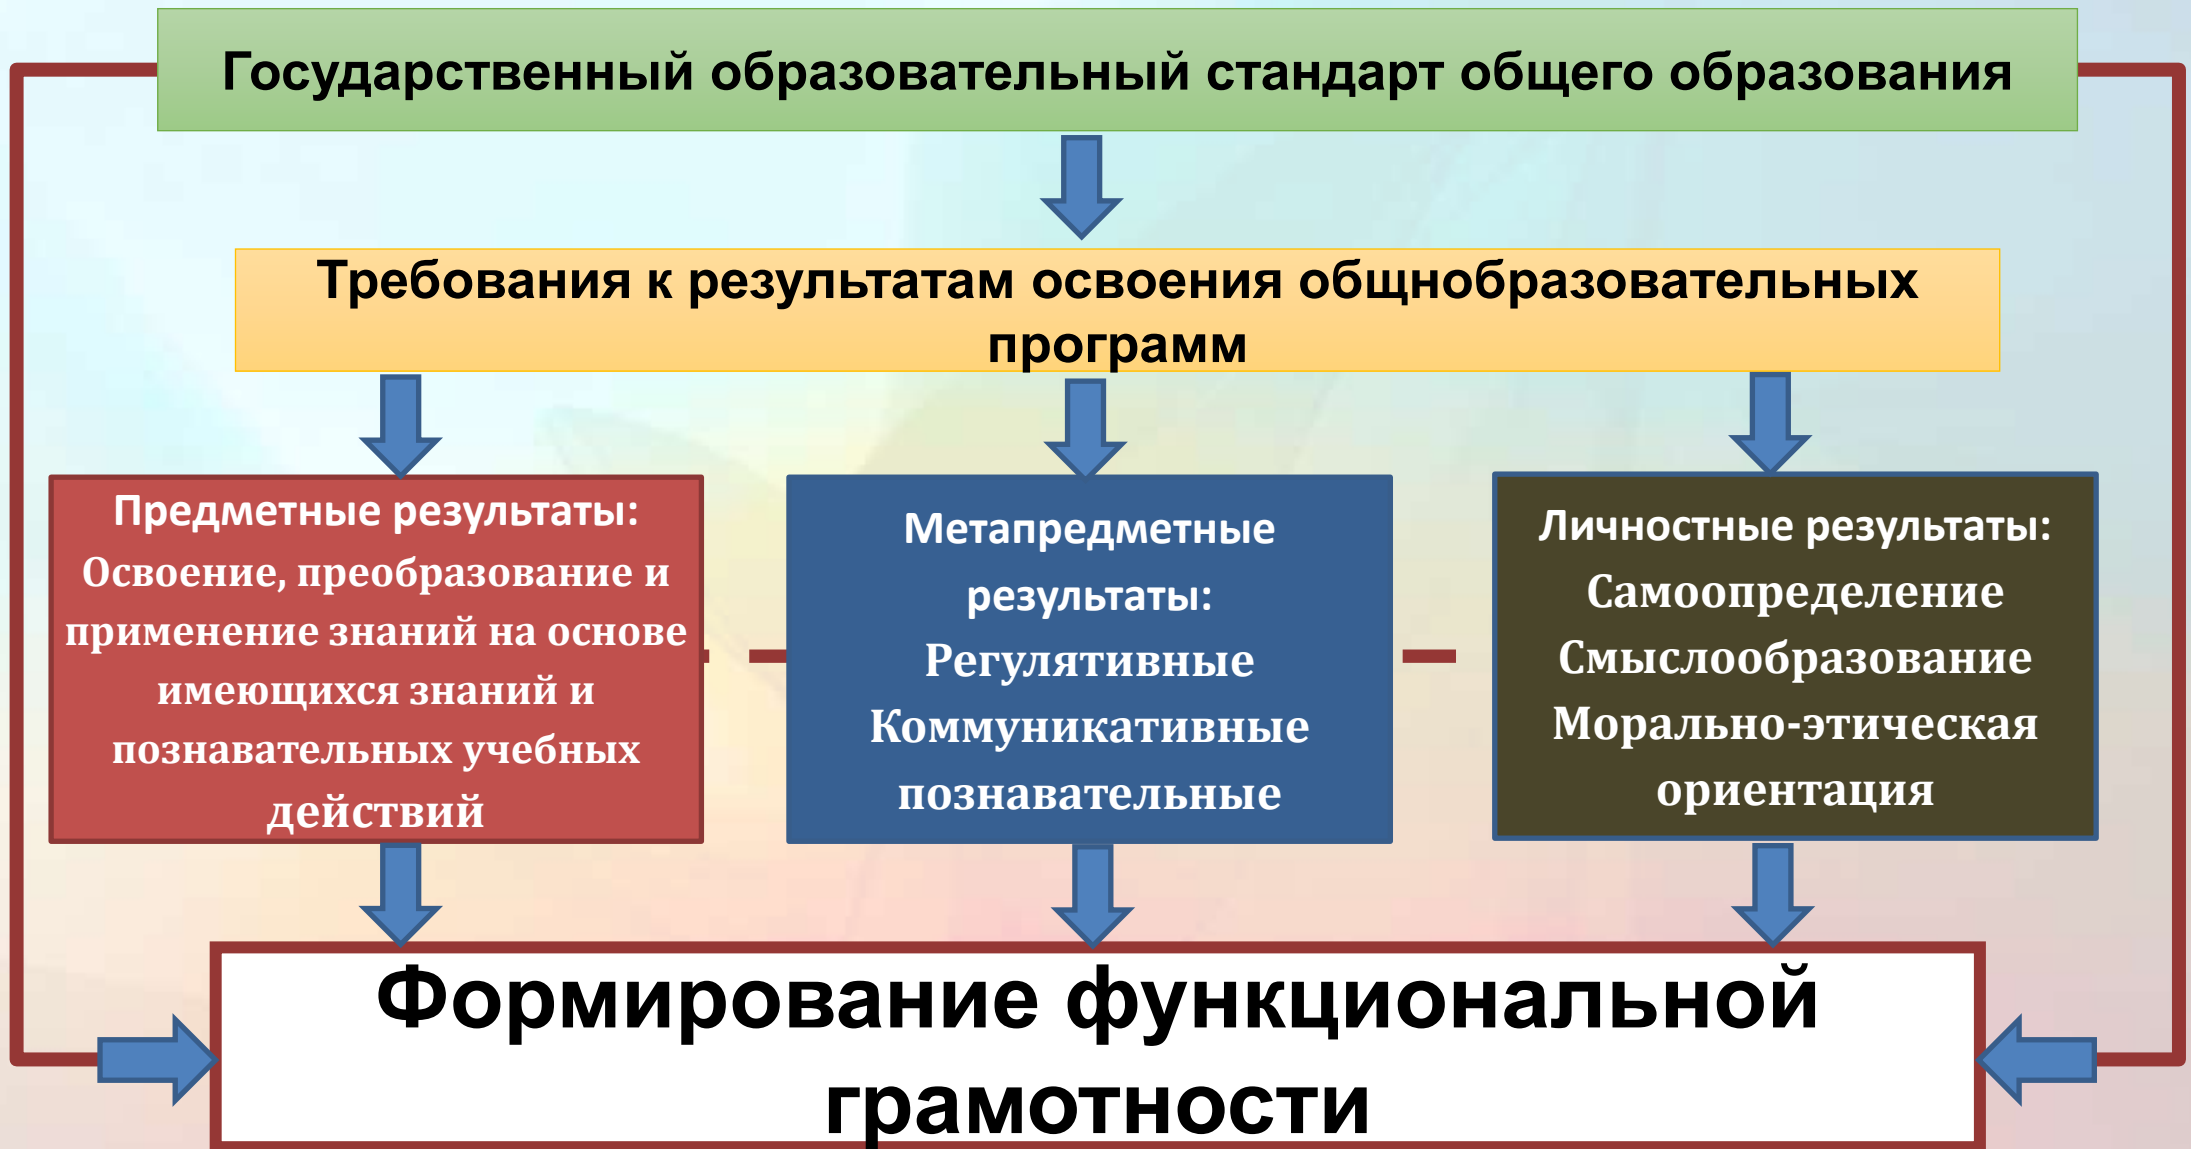 Государственный образовательный стандарт общего образования
Требования к результатам освоения общнобразовательных
программ
Предметные результаты:
Освоение, преобразование и
применение знаний на основе
имеющихся знаний и
познавательных учебных
действий
Метапредметные
результаты:
Регулятивные
Коммуникативные
познавательные
Личностные результаты:
Самоопределение
Смыслообразование
Морально-этическая
ориентация
Формирование функциональной
грамотности